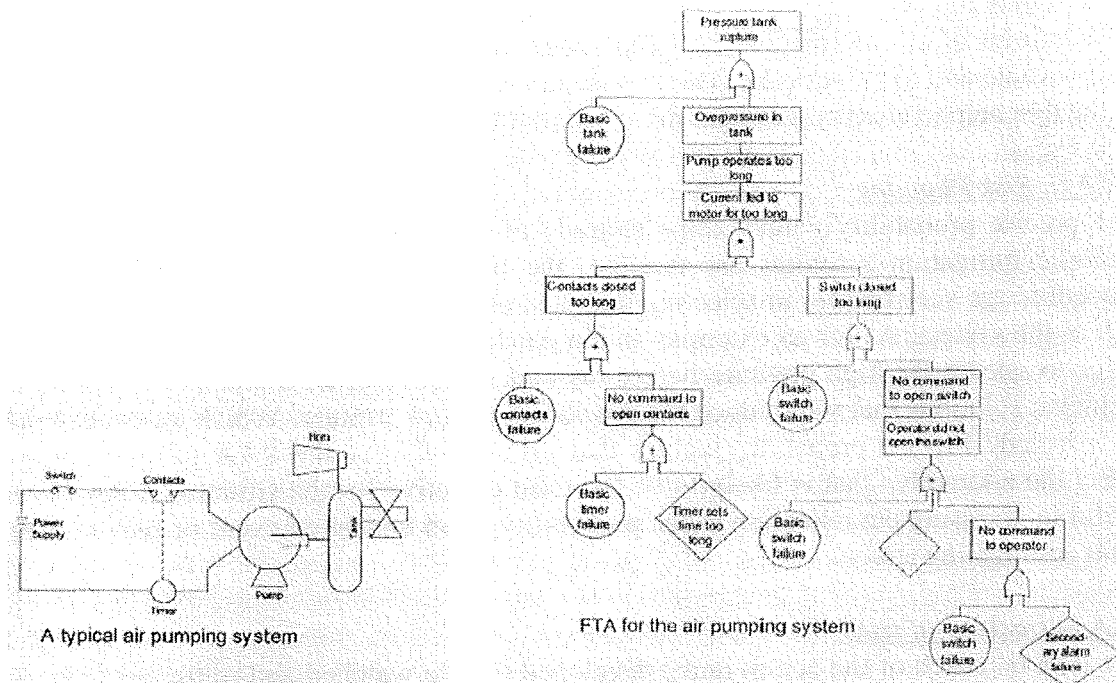 Pressure tank
rupture
+
Basic
tank
failure
Overpressure in
tank
Pump operates too
long
Current fed to
motor for too long
Contacts closed
too long
Switch closed
too long
+
+
Basic
contacts
failure
No command to
open contacts
Basic
switch
failure
No command
to open switch
Operator did not
open the switch
+
Basic
timer
failure
Timer sets
time too
long
Basic
switch
failure
No command
to operator
Basic
switch
failure
Second-
ary alarm
failure
FTA for the air pumping system
Switch
Contacts
Power
Supply
Timer
Pump
Tank
A typical air pumping system